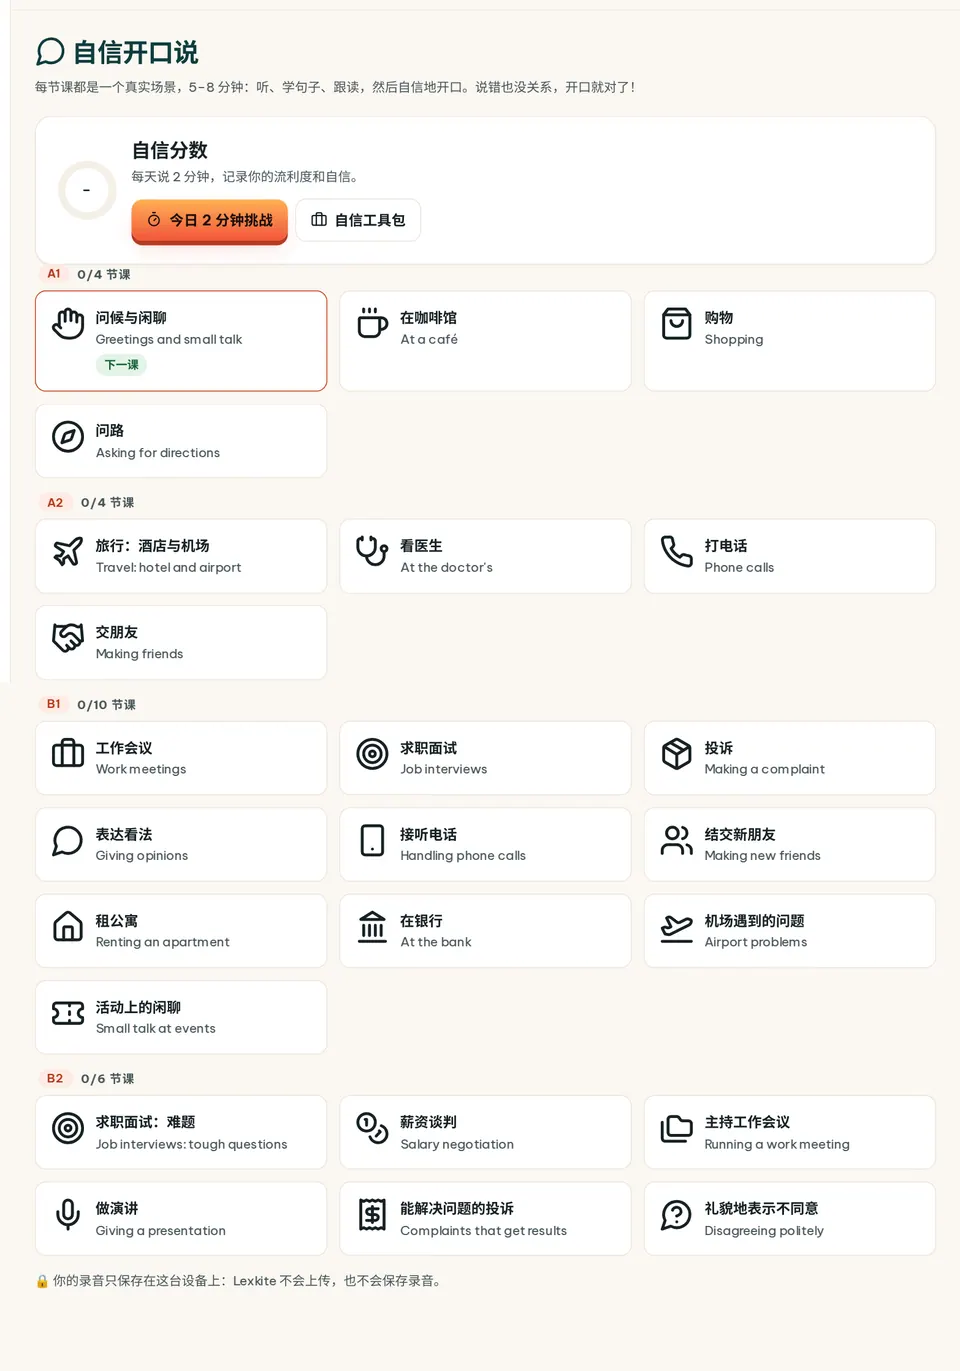 自信开口说
每节课都是一个真实场景，5-8 分钟：听、学句子、跟读，然后自信地开口。说错也没关系，开口就对了！
自信分数
每天说 2 分钟，记录你的流利度和自信。
-
今日 2 分钟挑战
自信工具包
A1 0/4 节课
问候与闲聊
Greetings and small talk
下一课
在咖啡馆
At a café
购物
Shopping
问路
Asking for directions
A2 0/4 节课
旅行：酒店与机场
Travel: hotel and airport
看医生
At the doctor's
打电话
Phone calls
交朋友
Making friends
B1 0/10 节课
工作会议
Work meetings
求职面试
Job interviews
投诉
Making a complaint
表达看法
Giving opinions
接听电话
Handling phone calls
结交新朋友
Making new friends
租公寓
Renting an apartment
在银行
At the bank
机场遇到的问题
Airport problems
活动上的闲聊
Small talk at events
B2 0/6 节课
求职面试：难题
Job interviews: tough questions
薪资谈判
Salary negotiation
主持工作会议
Running a work meeting
做演讲
Giving a presentation
能解决问题的投诉
Complaints that get results
礼貌地表示不同意
Disagreeing politely
🔒 你的录音只保存在这台设备上：Lexkite 不会上传，也不会保存录音。